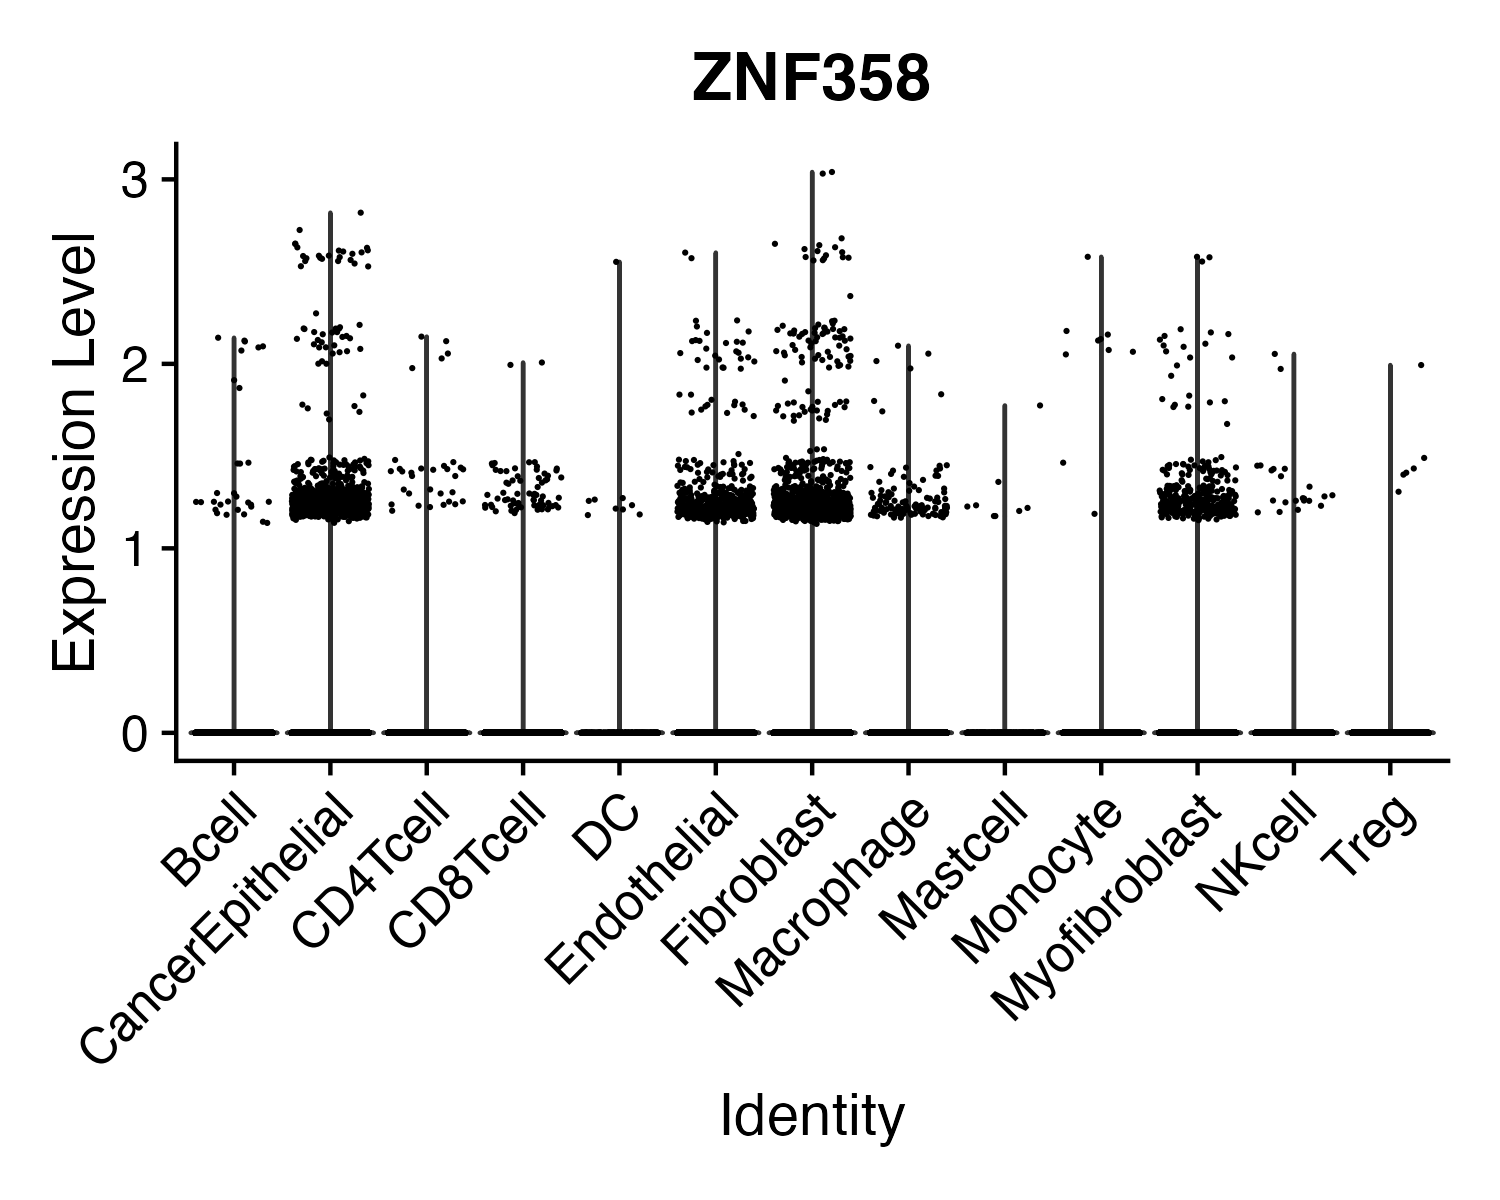 ZNF358
Expression Level
3
2
1
0
Bcell
CancerEpithelial
CD4Tcell
CD8Tcell
DC
Endothelial
Fibroblast
Macrophage
Mastcell
Monocyte
Myofibroblast
NKcell
Treg
Identity